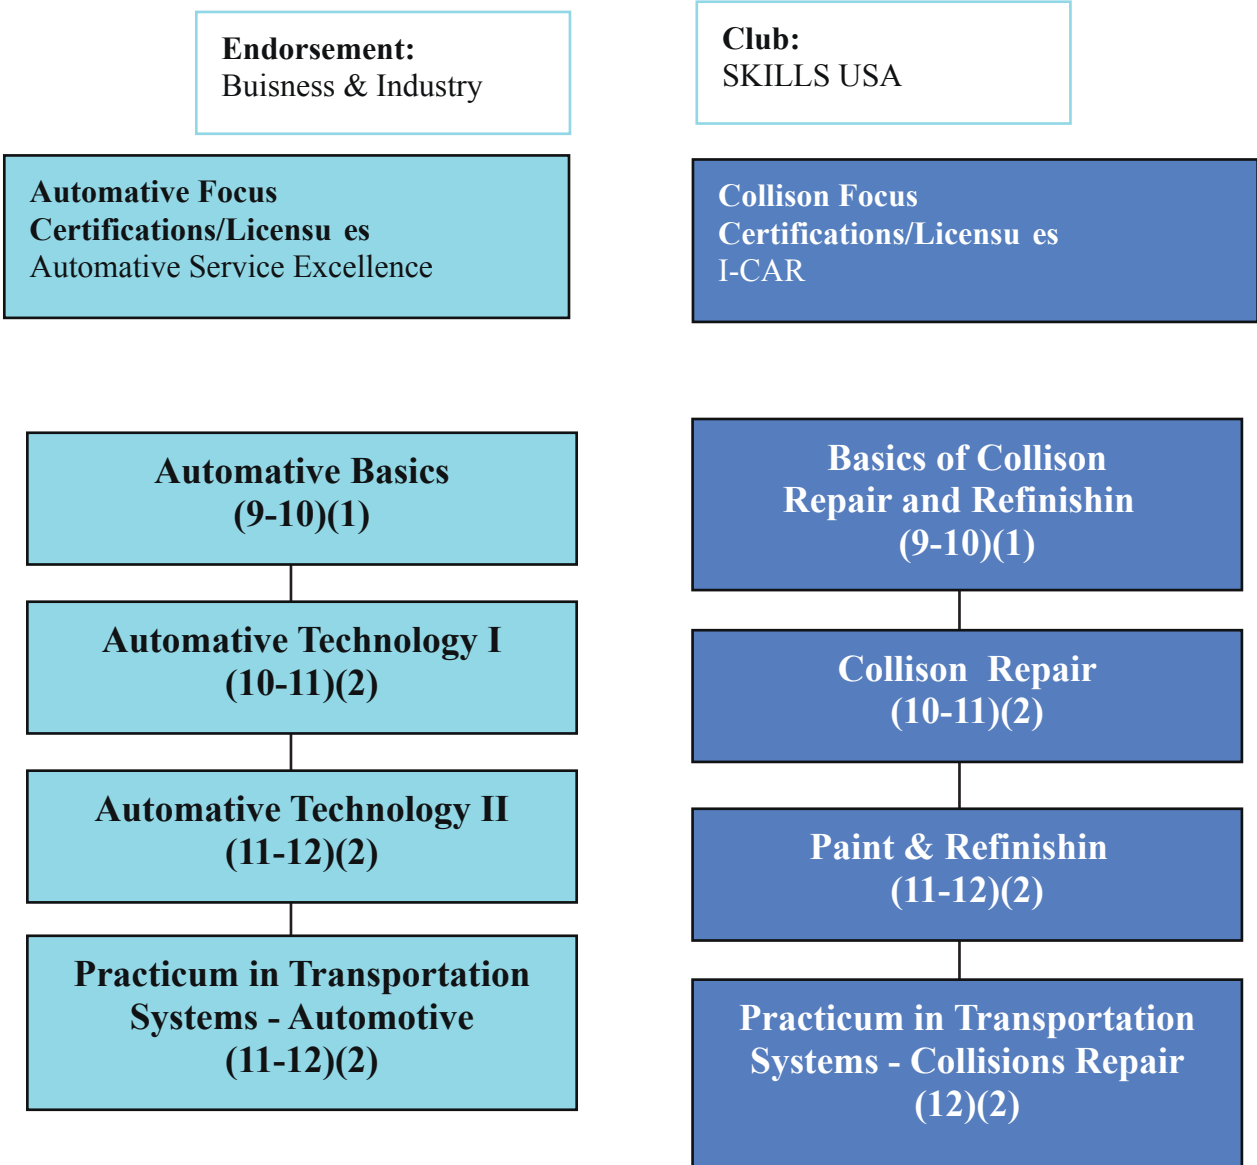 Endorsement:
Buisness & Industry
Club:
SKILLS USA
Automative Focus
Certifications/Licensu es
Automative Service Excellence
Collison Focus
Certifications/Licensu es
I-CAR
Automative Basics
(9-10)(1)
Automative Technology I
(10-11)(2)
Automative Technology II
(11-12)(2)
Practicum in Transportation
Systems - Automotive
(11-12)(2)
Basics of Collison
Repair and Refinishin
(9-10)(1)
Collison Repair
(10-11)(2)
Paint & Refinishin
(11-12)(2)
Practicum in Transportation
Systems - Collisions Repair
(12)(2)